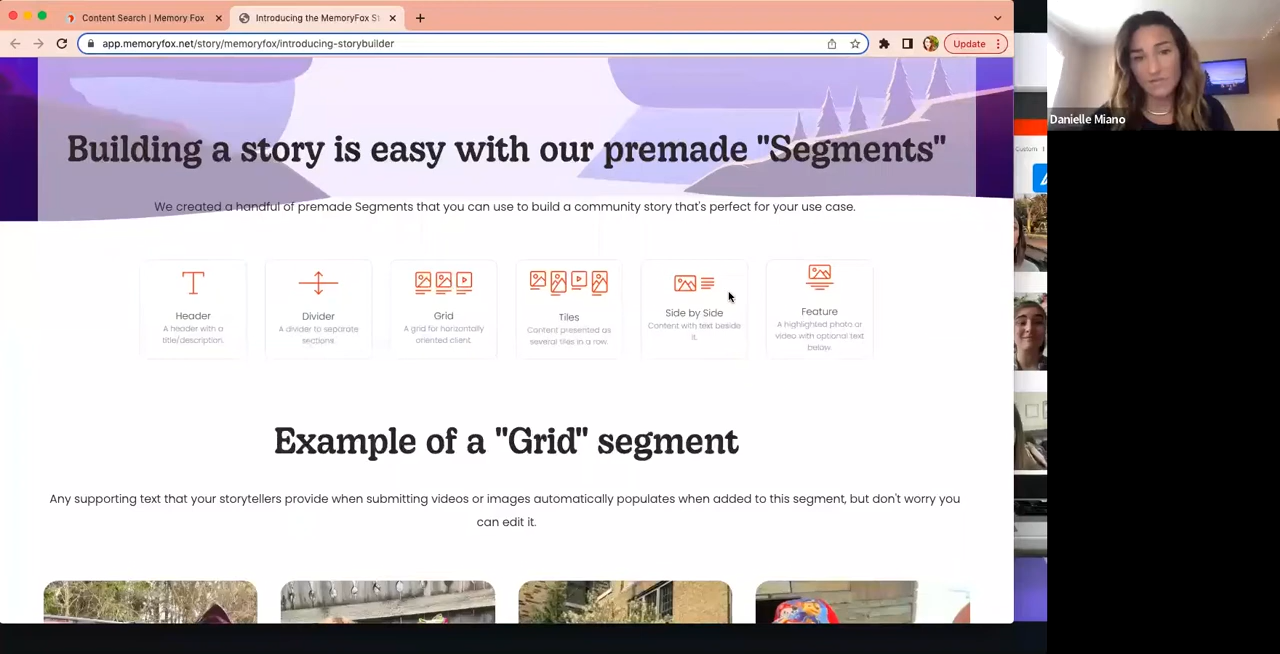 Content Search | Memory Fox
Introducing the MemoryFox St
app.memoryfox.net/story/memoryfox/introducing-storybuilder
Update
Danielle Miano
Custom
Building a story is easy with our premade "Segments"
We created a handful of premade Segments that you can use to build a community story that's perfect for your use case.
Header
A header with a
title/description.
Divider
A divider to separate
sections.
Grid
A grid for horizontally
oriented client.
Tiles
Content presented as
several tiles in a row.
Side by Side
Content with text beside
it.
Feature
A highlighted photo or
video with optional text
below.
Example of a "Grid" segment
Any supporting text that your storytellers provide when submitting videos or images automatically populates when added to this segment, but don't worry you
can edit it.